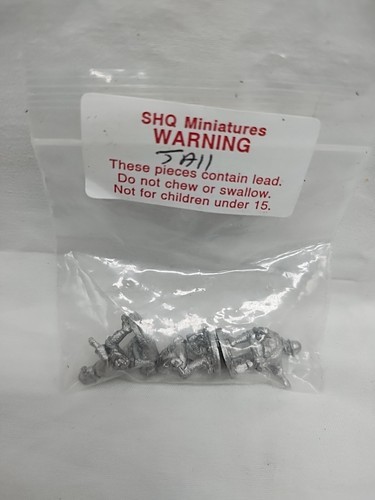 SHQ Miniatures
WARNING
JA11
These pieces contain lead.
Do not chew or swallow.
Not for children under 15.